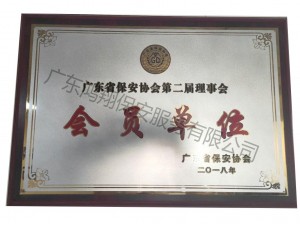 广东省保安协会第二届理事会
会员单位
广东省保安协会
二〇一八年
广东鸿翔保安服务有限公司